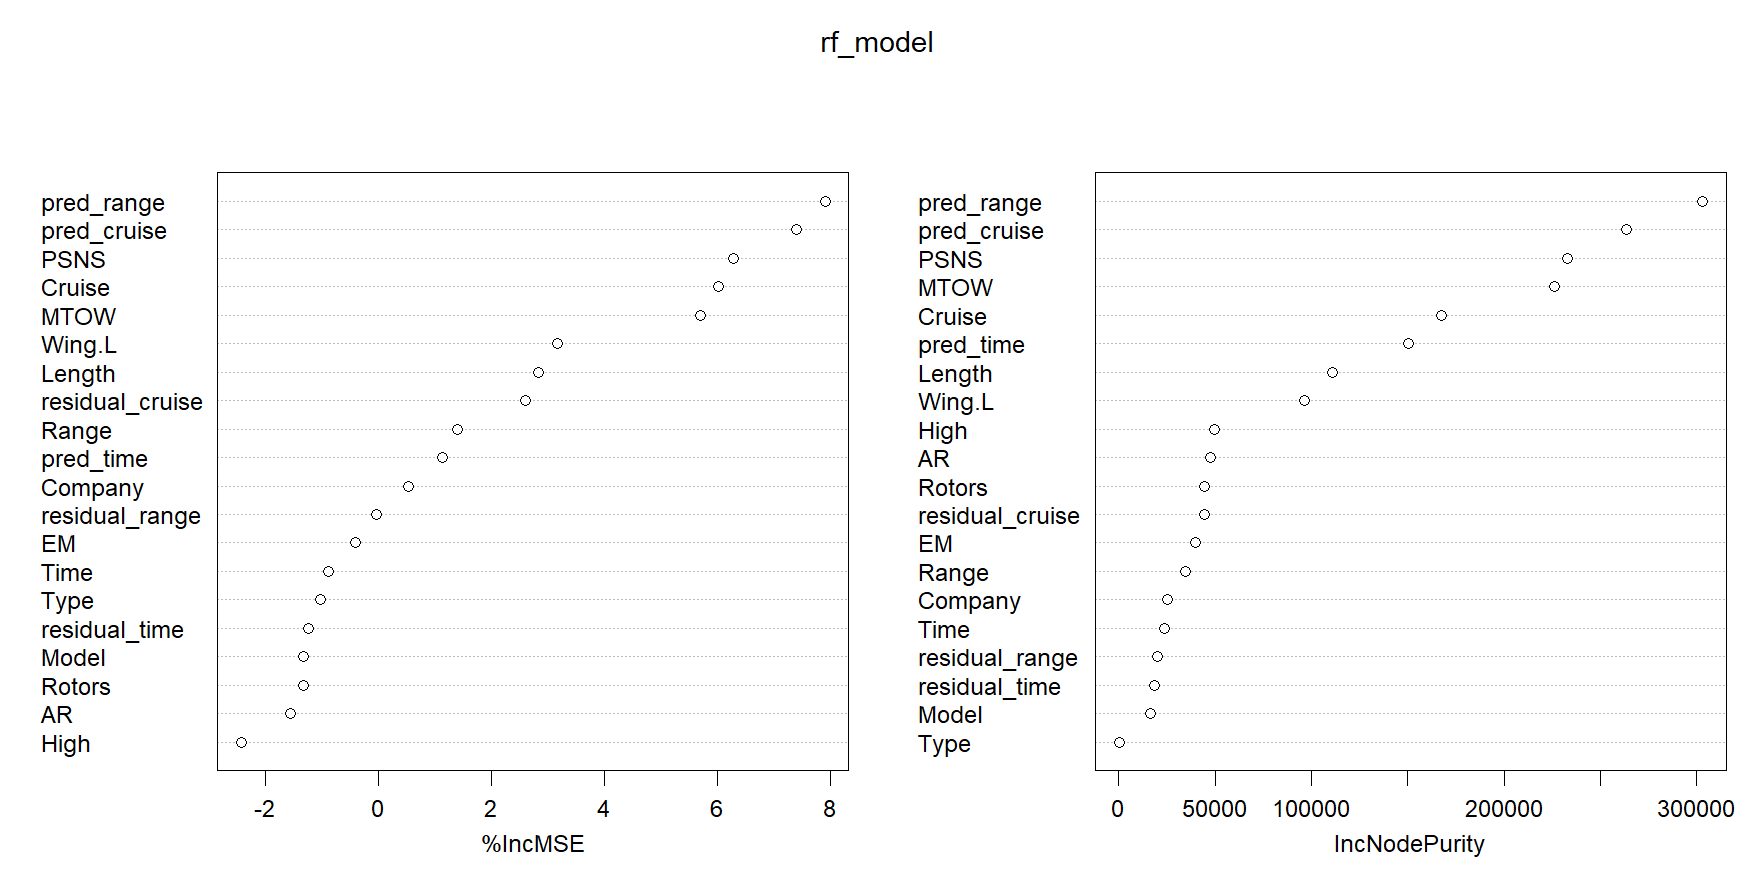 rf_model
pred_range
pred_cruise
PSNS
Cruise
MTOW
Wing.L
Length
residual_cruise
Range
pred_time
Company
residual_range
EM
Time
Type
residual_time
Model
Rotors
AR
High
-2 0 2 4 6 8
%IncMSE
pred_range
pred_cruise
PSNS
MTOW
Cruise
pred_time
Length
Wing.L
High
AR
Rotors
residual_cruise
EM
Range
Company
Time
residual_range
residual_time
Model
Type
0 50000 100000 200000 300000
IncNodePurity